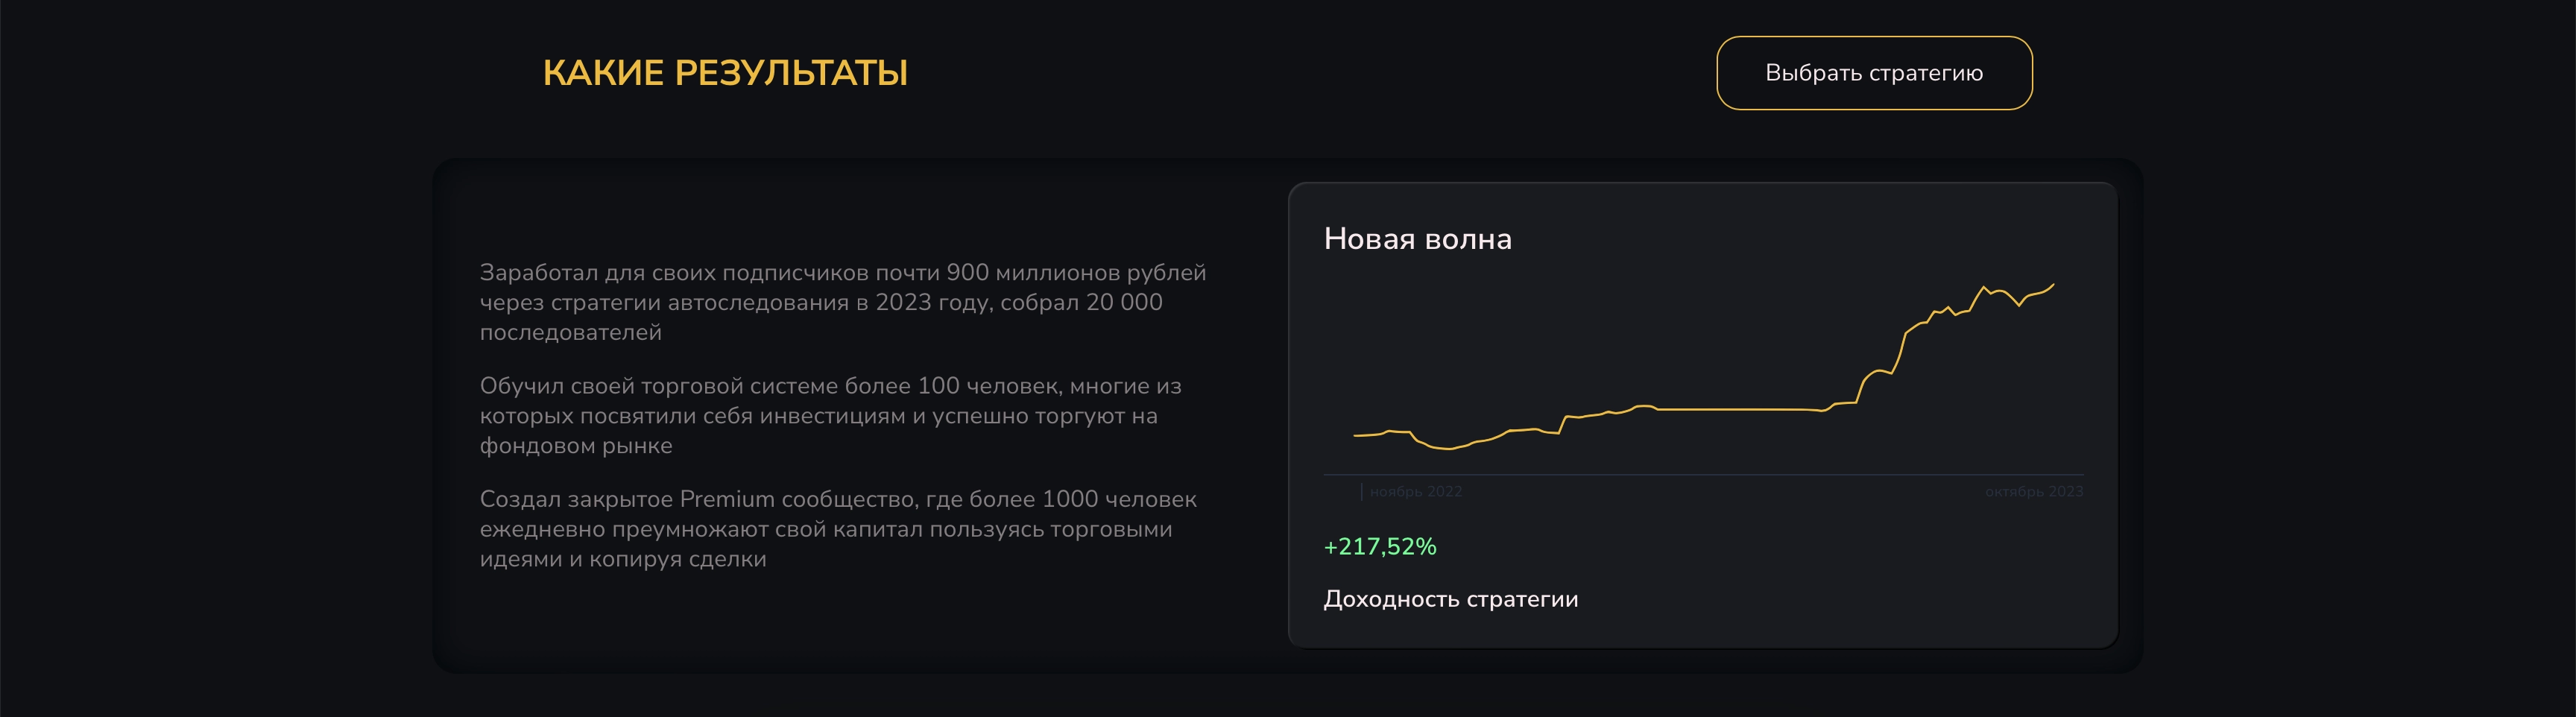 КАКИЕ РЕЗУЛЬТАТЫ
Выбрать стратегию
Заработал для своих подписчиков почти 900 миллионов рублей
через стратегии автоследования в 2023 году, собрал 20 000
последователей
Обучил своей торговой системе более 100 человек, многие из
которых посвятили себя инвестициям и успешно торгуют на
фондовом рынке
Создал закрытое Premium сообщество, где более 1000 человек
ежедневно преумножают свой капитал пользуясь торговыми
идеями и копируя сделки
Новая волна
ноябрь 2022
октябрь 2023
+217,52%
Доходность стратегии